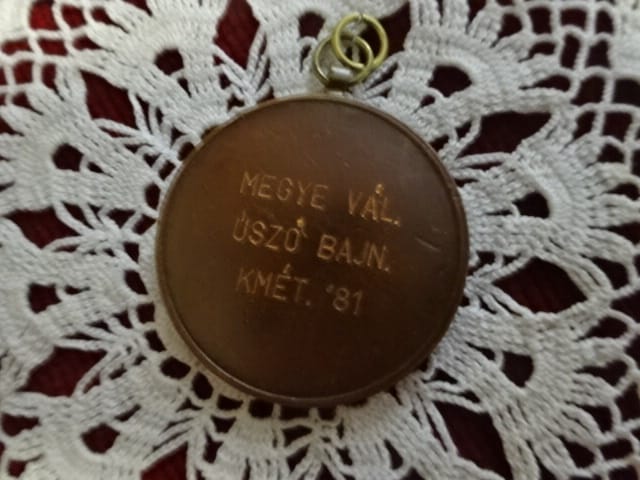 MEGYE VÁL.
ÚSZÓ BAJN.
KMÉT. '81